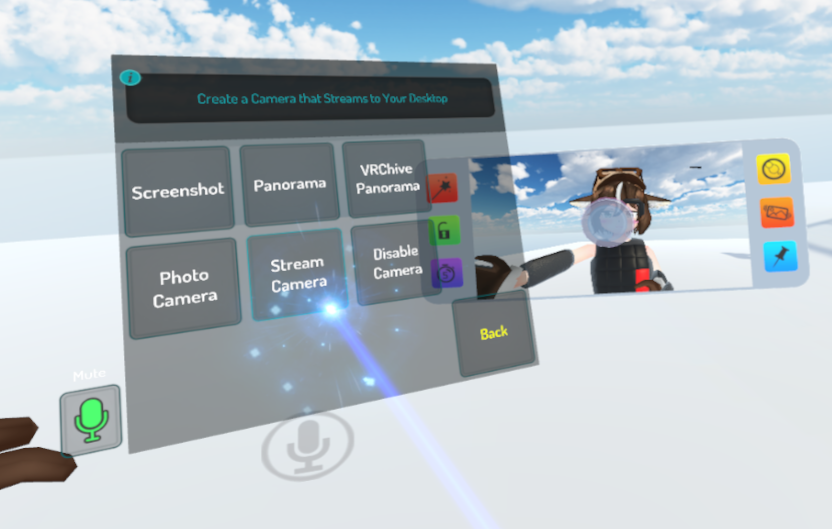 i
Create a Camera that Streams to Your Desktop
Screenshot
Panorama
VRChive
Panorama
Photo
Camera
Stream
Camera
Disable
Camera
Back
Mute